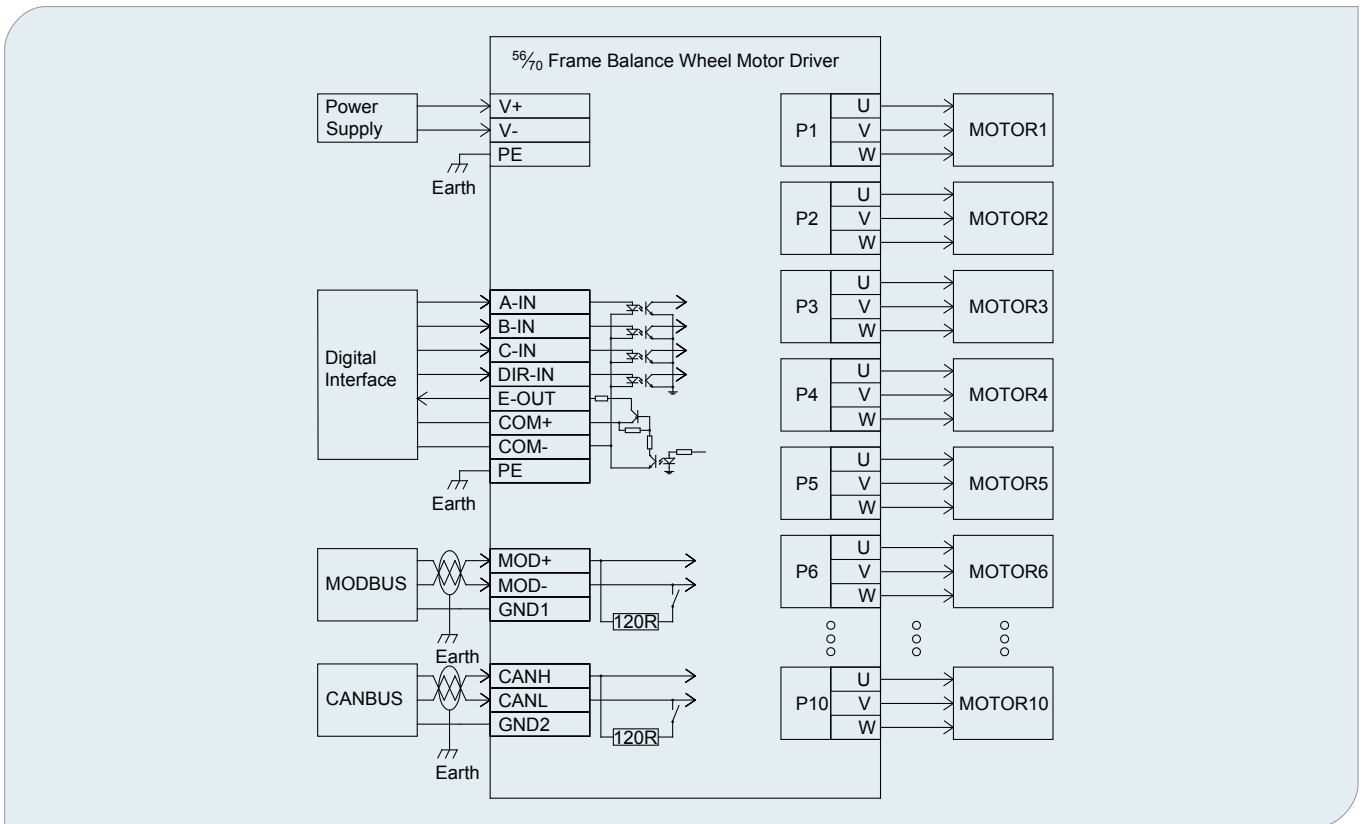 56/70 Frame Balance Wheel Motor Driver
Power
Supply
V+
V-
PE
Earth
Digital
Interface
A-IN
B-IN
C-IN
DIR-IN
E-OUT
COM+
COM-
PE
Earth
MODBUS
MOD+
MOD-
GND1
120R
Earth
CANBUS
CANH
CANL
GND2
120R
Earth
P1
U
V
W
MOTOR1
P2
U
V
W
MOTOR2
P3
U
V
W
MOTOR3
P4
U
V
W
MOTOR4
P5
U
V
W
MOTOR5
P6
U
V
W
MOTOR6
P10
U
V
W
MOTOR10